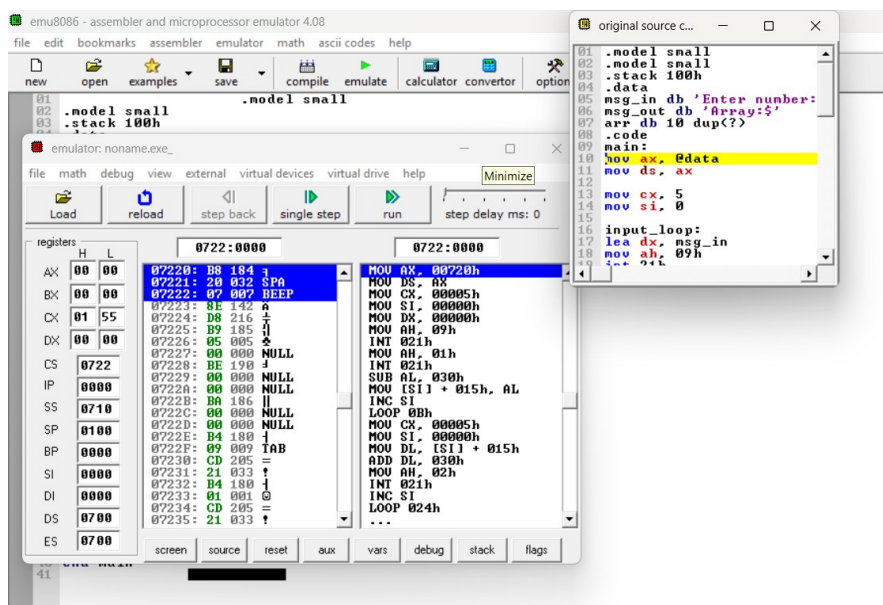 emu8086 - assembler and microprocessor emulator 4.08
file edit bookmarks assembler emulator math ascii codes help
new open examples save compile emulate calculator convertor option
01 .model small
02 .model small
03 .stack 100h
emulator: noname.exe_
file math debug view external virtual devices virtual drive help
Minimize
Load reload step back single step run step delay ms: 0
registers
H L
AX 00 00
BX 00 00
CX 01 55
DX 00 00
CS 0722
IP 0000
SS 0710
SP 0100
BP 0000
SI 0000
DI 0000
DS 0700
ES 0700
0722:0000
07220: B8 184 ╕
07221: 20 032 SPA
07222: 07 007 BEEP
07223: 8E 142 Ä
07224: D8 216 ╪
07225: B9 185 ╣
07226: 05 005 ♣
07227: 00 000 NULL
07228: BE 190 ╛
07229: 00 000 NULL
0722A: 00 000 NULL
0722B: BA 186 ║
0722C: 00 000 NULL
0722D: 00 000 NULL
0722E: B4 180 ┤
0722F: 09 009 TAB
07230: CD 205 ═
07231: 21 033 !
07232: B4 180 ┤
07233: 01 001 ☺
07234: CD 205 ═
07235: 21 033 !
0722:0000
MOV AX, 00720h
MOV DS, AX
MOV CX, 00005h
MOV SI, 00000h
MOV DX, 00000h
MOV AH, 09h
INT 021h
MOV AH, 01h
INT 021h
SUB AL, 030h
MOV [SI] + 015h, AL
INC SI
LOOP 0Bh
MOV CX, 00005h
MOV SI, 00000h
MOV DL, [SI] + 015h
ADD DL, 030h
MOV AH, 02h
INT 021h
INC SI
LOOP 024h
...
screen source reset aux vars debug stack flags
41
original source c...
01 .model small
02 .model small
03 .stack 100h
04 .data
05 msg_in db 'Enter number:
06 msg_out db 'Array:$'
07 arr db 10 dup(?)
08 .code
09 main:
10 mov ax, @data
11 mov ds, ax
12
13 mov cx, 5
14 mov si, 0
15
16 input_loop:
17 lea dx, msg_in
18 mov ah, 09h
19 int 21h